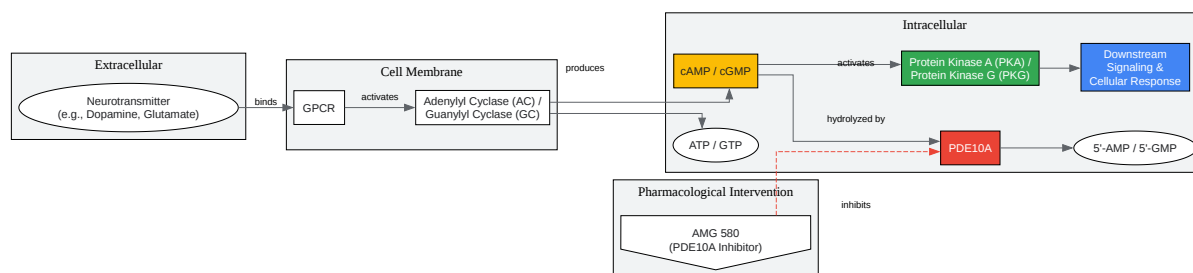 Extracellular
Neurotransmitter
(e.g., Dopamine, Glutamate)
binds
Cell Membrane
GPCR
activates
Adenylyl Cyclase (AC) /
Guanylyl Cyclase (GC)
produces
Intracellular
cAMP / cGMP
activates
Protein Kinase A (PKA) /
Protein Kinase G (PKG)
Downstream
Signaling &
Cellular Response
hydrolyzed by
ATP / GTP
PDE10A
5'-AMP / 5'-GMP
Pharmacological Intervention
inhibits
AMG 580
(PDE10A Inhibitor)